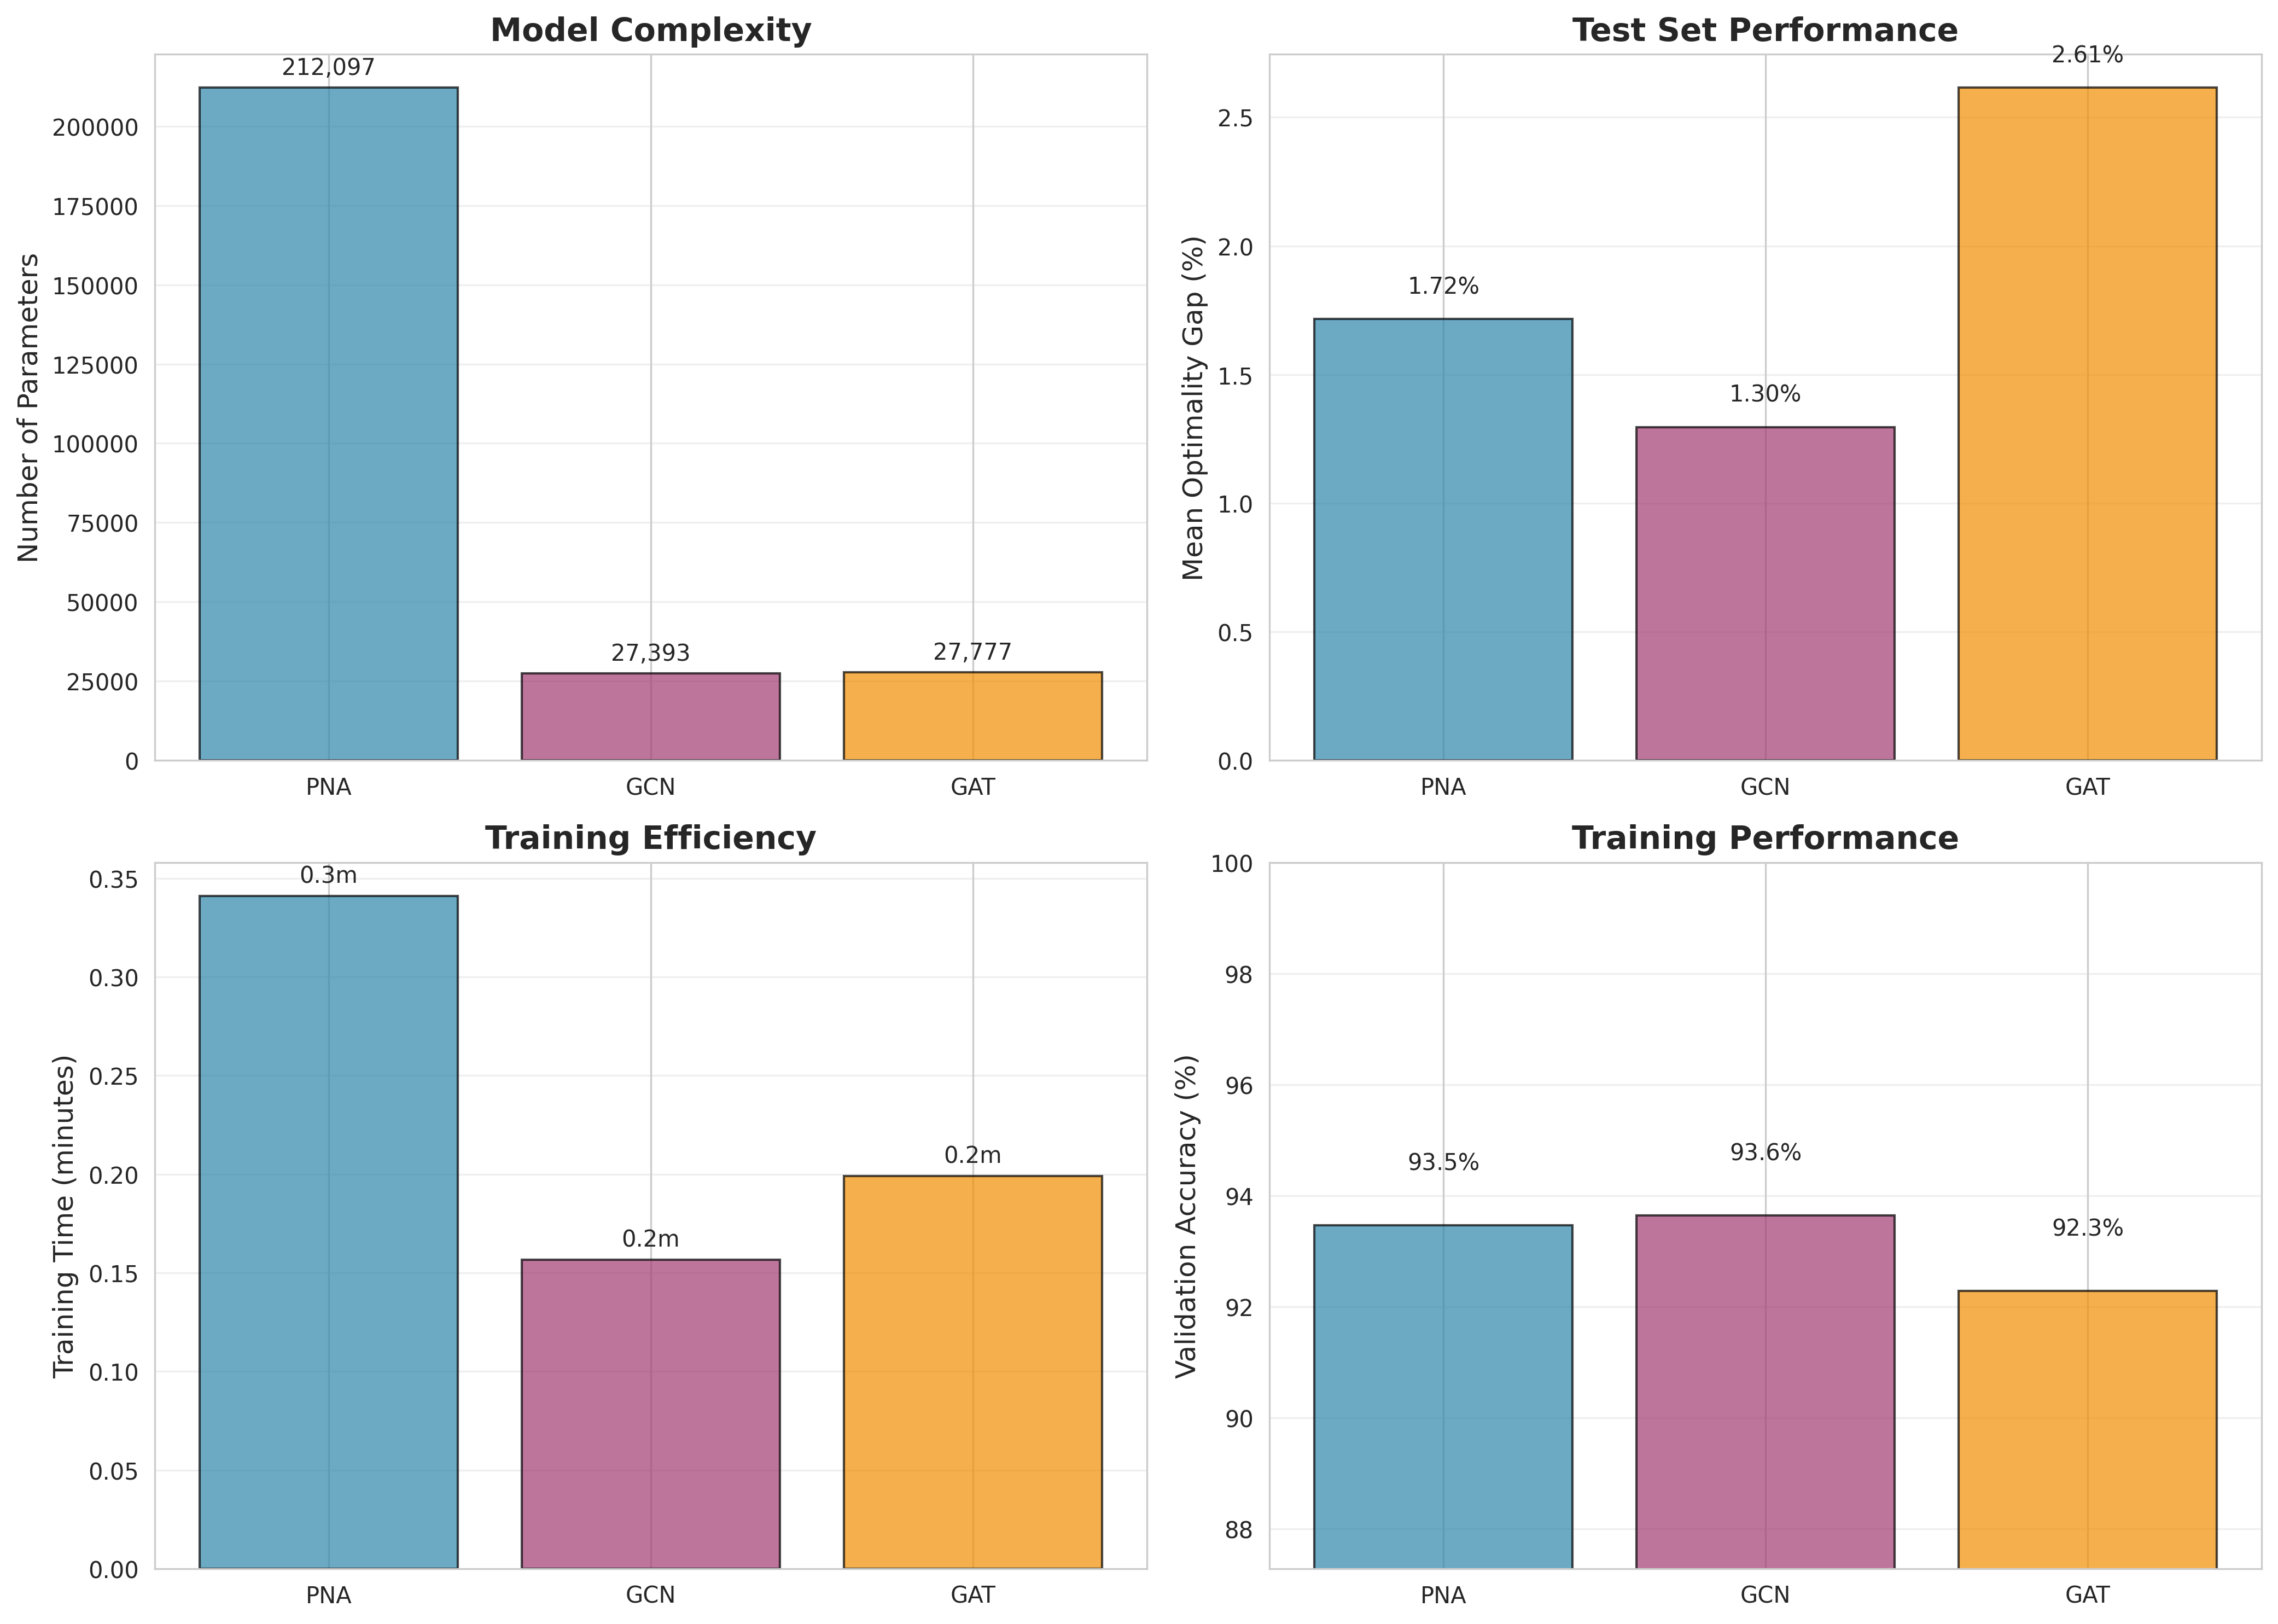 Model Complexity
Number of Parameters
200000
175000
150000
125000
100000
75000
50000
25000
0
212,097
27,393
27,777
PNA GCN GAT
Test Set Performance
Mean Optimality Gap (%)
2.5
2.0
1.5
1.0
0.5
0.0
1.72%
1.30%
2.61%
PNA GCN GAT
Training Efficiency
Training Time (minutes)
0.35
0.30
0.25
0.20
0.15
0.10
0.05
0.00
0.3m
0.2m
0.2m
PNA GCN GAT
Training Performance
Validation Accuracy (%)
100
98
96
94
92
90
88
93.5%
93.6%
92.3%
PNA GCN GAT